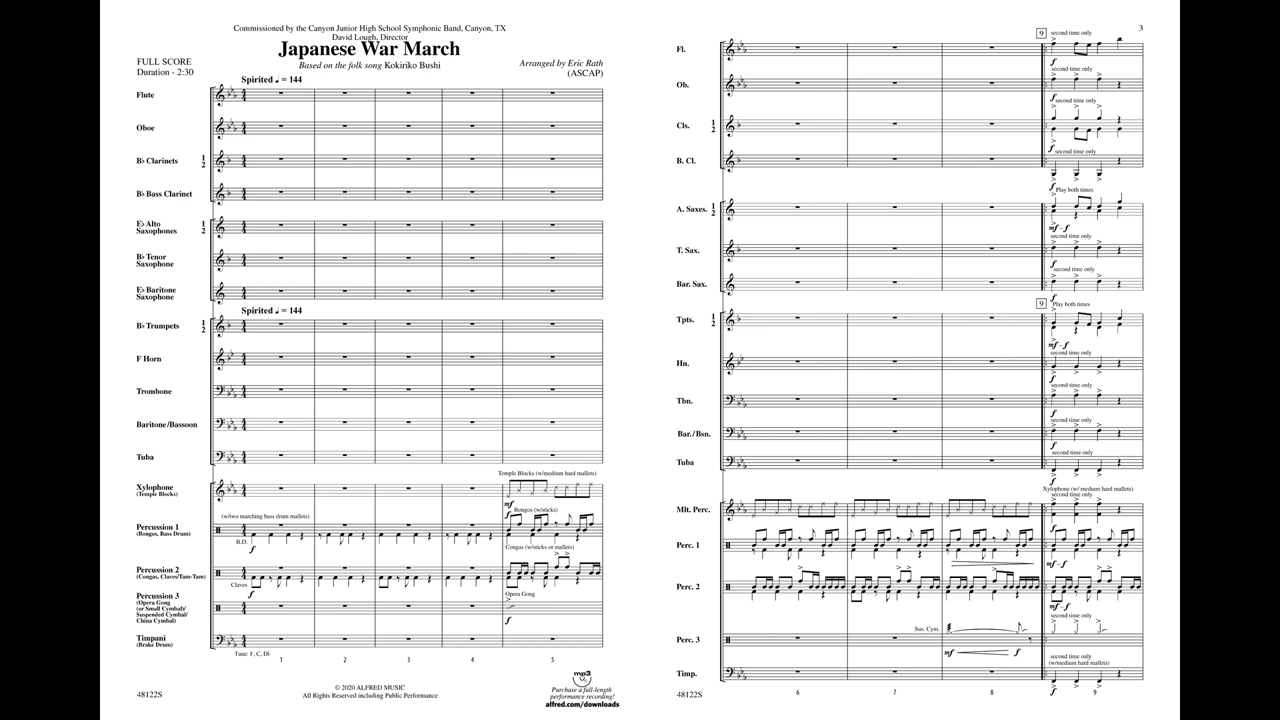 Commissioned by the Canyon Junior High School Symphonic Band, Canyon, TX
David Lough, Director
Japanese War March
FULL SCORE
Duration - 2:30
Based on the folk song Kokiriko Bushi
Arranged by Eric Rath
(ASCAP)
Spirited ♩ = 144
Flute
Oboe
B♭ Clarinets 1 2
B♭ Bass Clarinet
E♭ Alto
Saxophones 1 2
B♭ Tenor
Saxophone
E♭ Baritone
Saxophone
Spirited ♩ = 144
B♭ Trumpets 1 2
F Horn
Trombone
Baritone/Bassoon
Tuba
Temple Blocks (w/medium hard mallets)
Xylophone
(Temple Blocks)
mf
Bongos (w/sticks)
(w/two marching bass drum mallets)
Percussion 1
(Bongos, Bass Drum)
B.D.
f
Congas (w/sticks or mallets)
Percussion 2
(Congas, Claves/Tam-Tam)
Claves
f
Opera Gong
Percussion 3
(Opera Gong
(or Small Cymbal)/
Suspended Cymbal/
China Cymbal)
f
Timpani
(Brake Drum)
Tune: F, C, D♭
1 2 3 4 5
48122S
© 2020 ALFRED MUSIC
All Rights Reserved including Public Performance
mp3
Purchase a full-length
performance recording!
alfred.com/downloads
3
9
second time only
Fl.
f
second time only
Ob.
f
second time only
Cls. 1 2
f
second time only
B. Cl.
f
Play both times
A. Saxes. 1 2
mf-f
second time only
T. Sax.
f
second time only
Bar. Sax.
f
9
Play both times
Tpts. 1 2
mf-f
second time only
Hn.
f
second time only
Tbn.
f
second time only
Bar./Bsn.
f
second time only
Tuba
f
Xylophone (w/ medium hard mallets)
second time only
Mlt. Perc.
f
Perc. 1
mf-f
Perc. 2
mf-f
second time only
Sus. Cym.
Perc. 3
mf f
second time only
(w/medium hard mallets)
Timp.
f
6 7 8 9
48122S